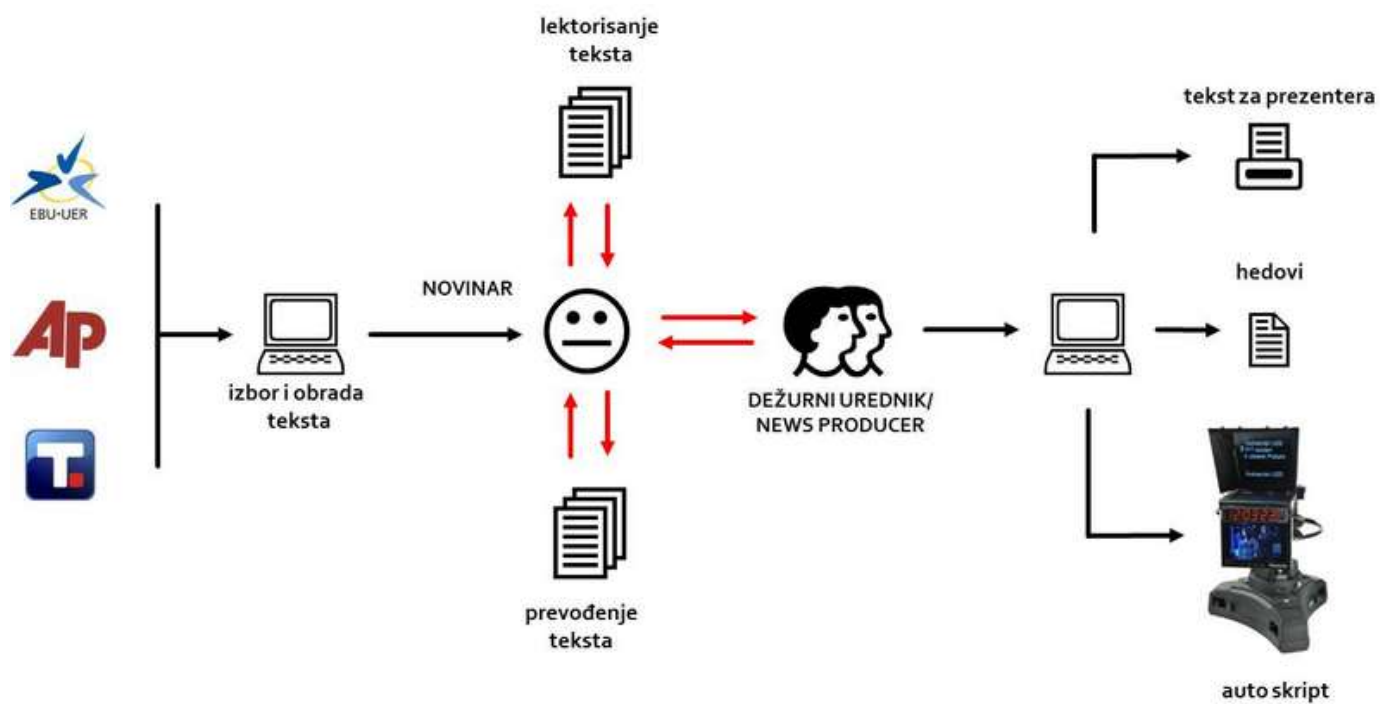 lektorisanje
teksta
tekst za prezentera
EBU·UER
AP
T.
NOVINAR
hedovi
izbor i obrada
teksta
DEŽURNI UREDNIK/
NEWS PRODUCER
prevođenje
teksta
auto skript